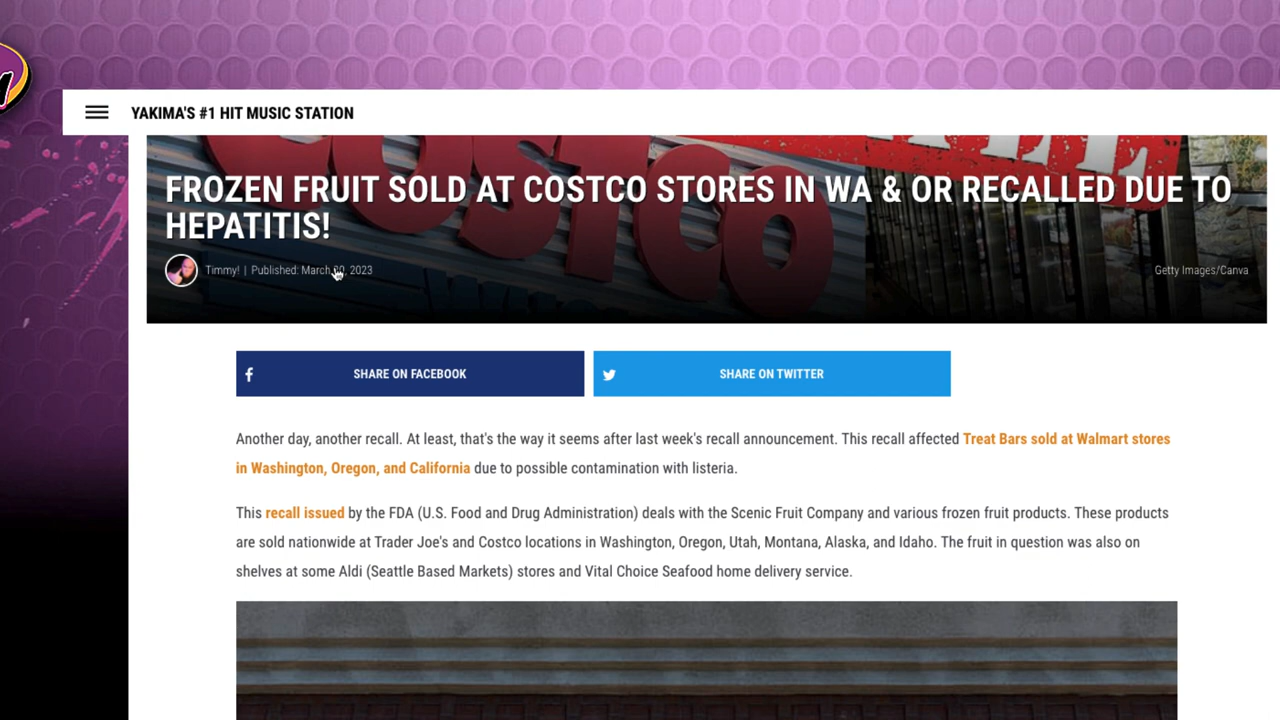 YAKIMA'S #1 HIT MUSIC STATION
COSTCO
FROZEN FRUIT SOLD AT COSTCO STORES IN WA & OR RECALLED DUE TO
HEPATITIS!
Timmy! | Published: March 20, 2023
Getty Images/Canva
SHARE ON FACEBOOK
SHARE ON TWITTER
Another day, another recall. At least, that's the way it seems after last week's recall announcement. This recall affected Treat Bars sold at Walmart stores
in Washington, Oregon, and California due to possible contamination with listeria.
This recall issued by the FDA (U.S. Food and Drug Administration) deals with the Scenic Fruit Company and various frozen fruit products. These products
are sold nationwide at Trader Joe's and Costco locations in Washington, Oregon, Utah, Montana, Alaska, and Idaho. The fruit in question was also on
shelves at some Aldi (Seattle Based Markets) stores and Vital Choice Seafood home delivery service.